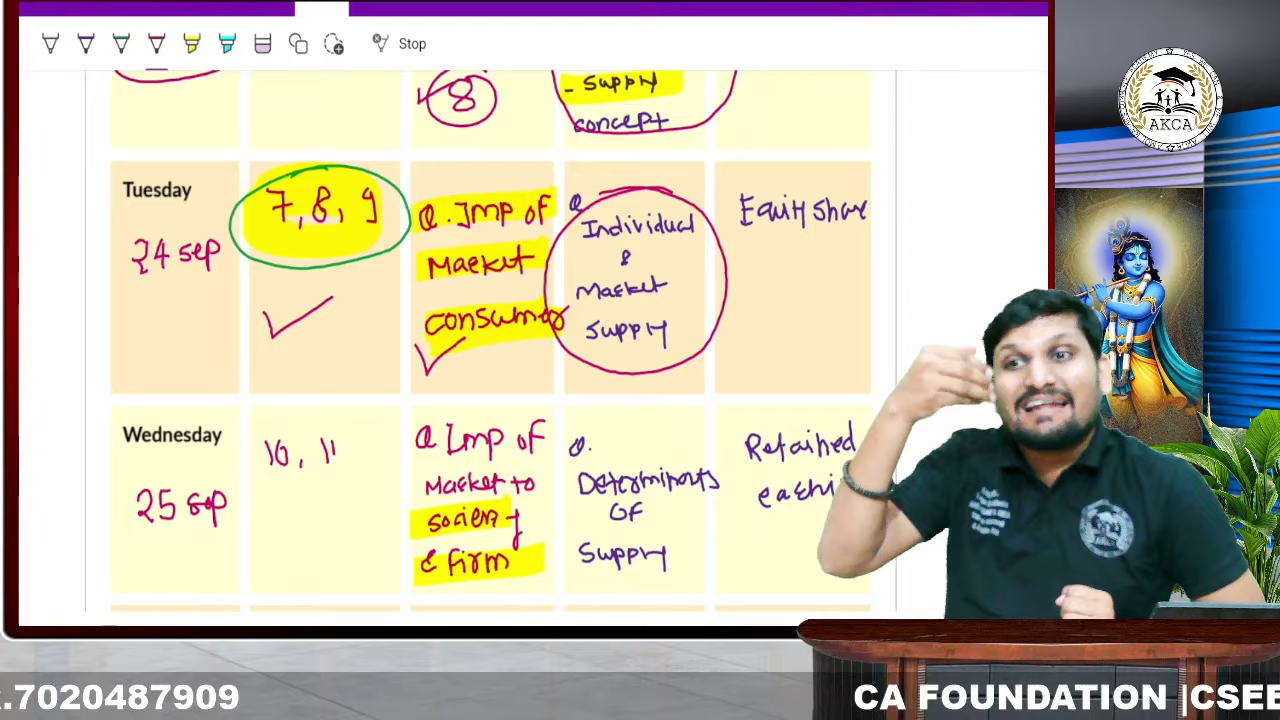 Stop
8
- Supply
concept
AKCA
Tuesday
24 sep
7, 8, 9
Q. Imp of
Market
consumer
Q
Individual
&
Market
Supply
Equity share
Wednesday
25 sep
10, 11
Q Imp of
Market to
society
& firm
Q.
Determinants
OF
Supply
Retained
.7020487909
CA FOUNDATION |CSEE